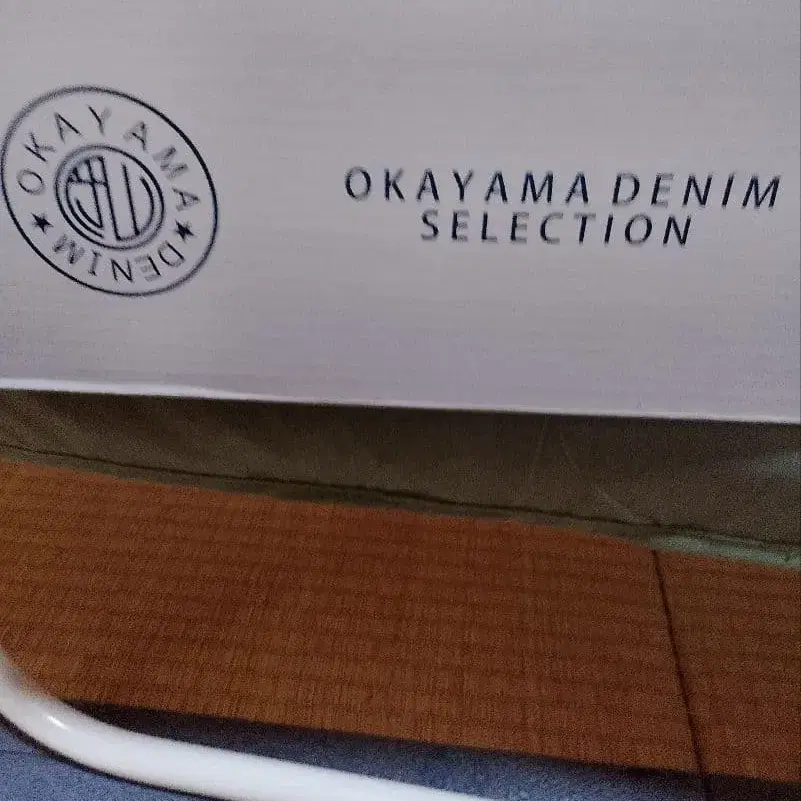 OKAYAMA
★ DENIM ★
OKAYAMA DENIM
SELECTION